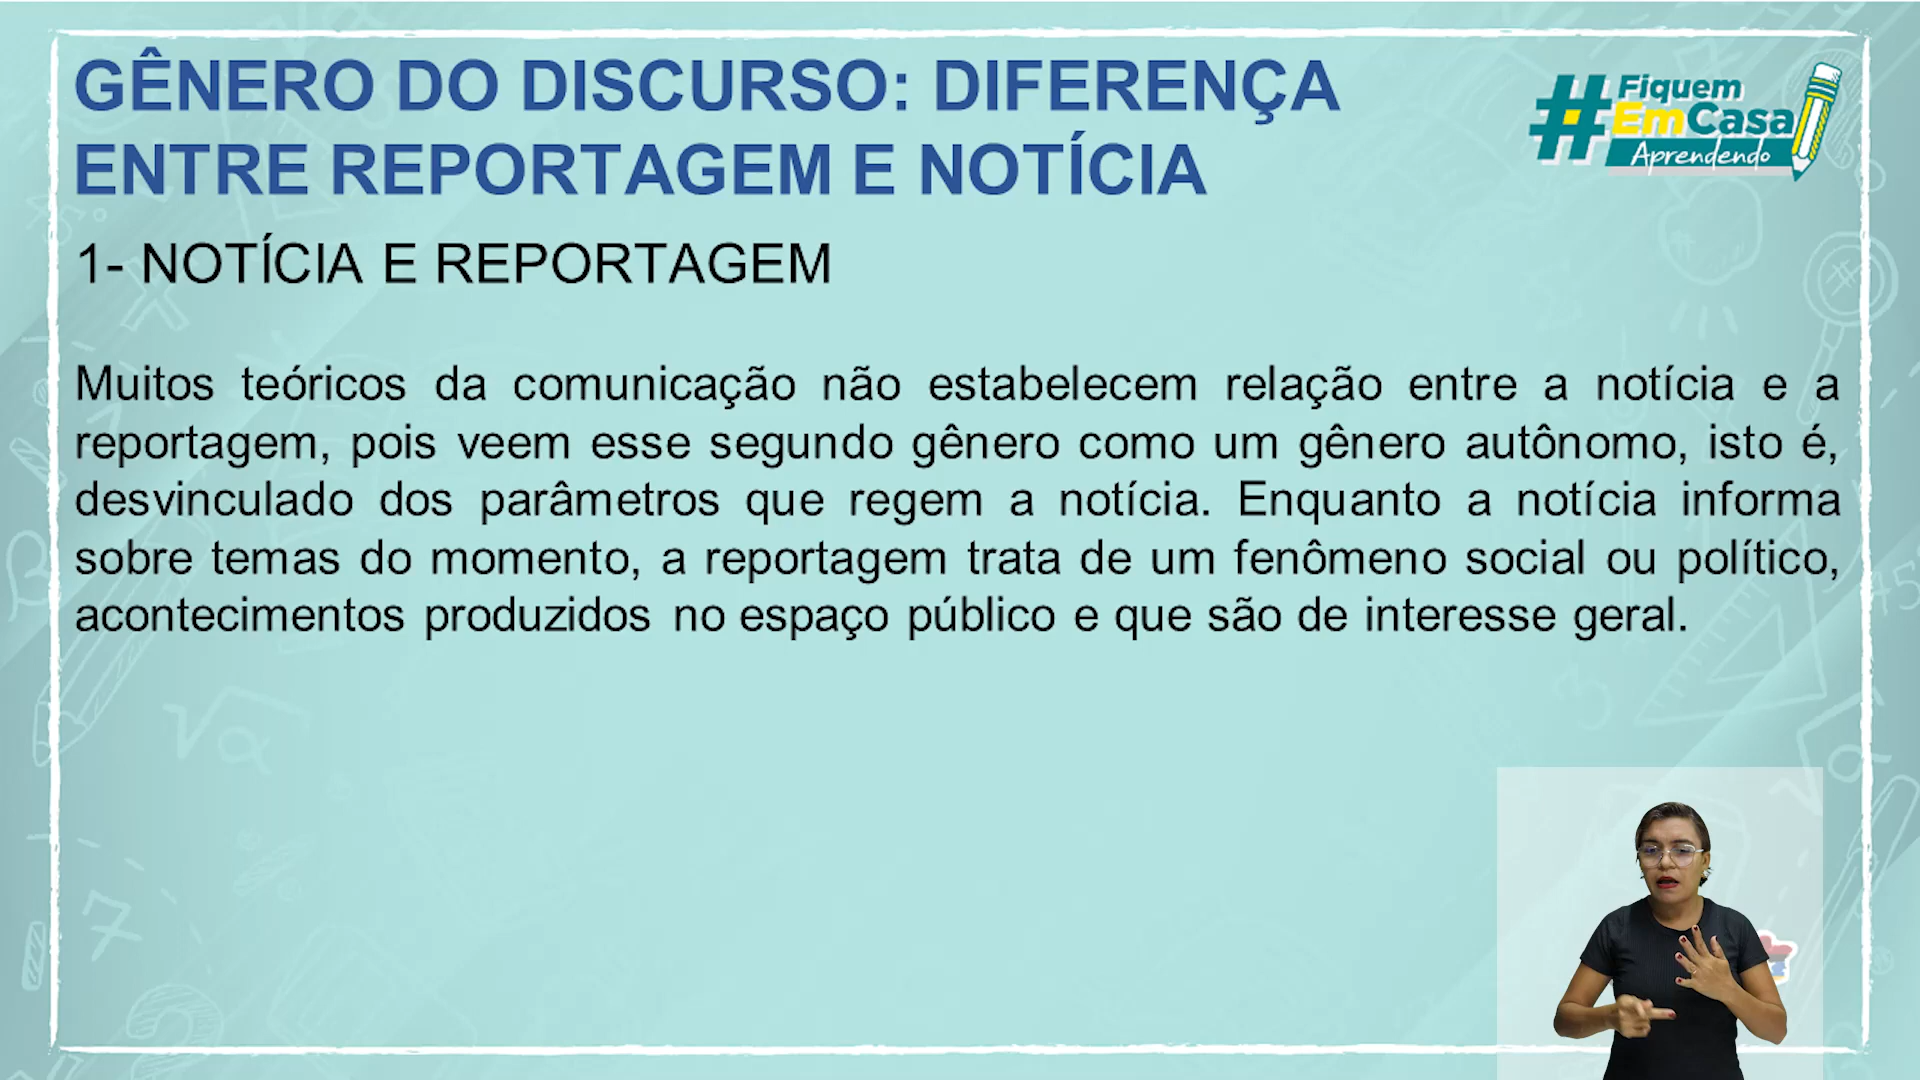 GÊNERO DO DISCURSO: DIFERENÇA
ENTRE REPORTAGEM E NOTÍCIA
#Fiquem
EmCasa
Aprendendo
1- NOTÍCIA E REPORTAGEM
Muitos teóricos da comunicação não estabelecem relação entre a notícia e a
reportagem, pois veem esse segundo gênero como um gênero autônomo, isto é,
desvinculado dos parâmetros que regem a notícia. Enquanto a notícia informa
sobre temas do momento, a reportagem trata de um fenômeno social ou político,
acontecimentos produzidos no espaço público e que são de interesse geral.